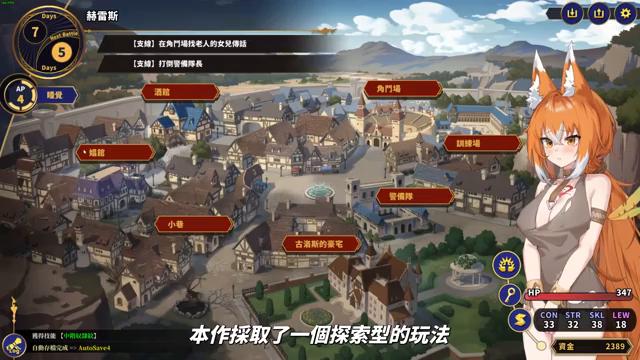 赫雷斯
Days
7
Next Battle
5
Days
【支線】在角鬥場找老人的女兒傳話
【支線】打倒警備隊長
AP
4
睡覺
酒館
角鬥場
娼館
訓練場
警備隊
小巷
古洛斯的豪宅
HP 347
CON STR SKL LEW
33 32 38 18
資金 2389
獲得技能【中階奴隸紋】
自動存檔完成 => AutoSave4
本作採取了一個探索型的玩法